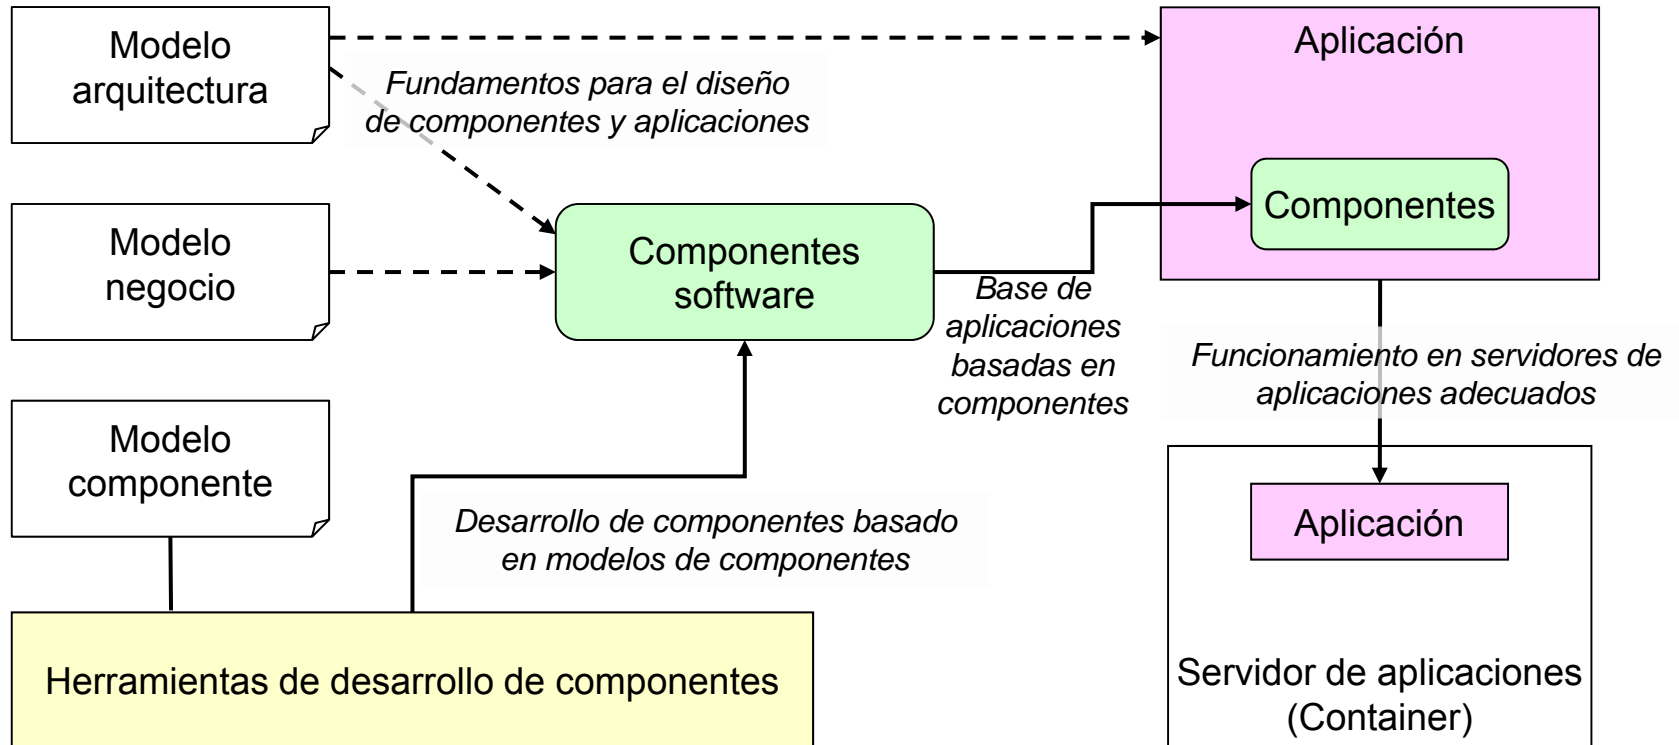 Modelo
arquitectura
Fundamentos para el diseño
de componentes y aplicaciones
Aplicación
Componentes
Modelo
negocio
Componentes
software
Base de
aplicaciones
basadas en
componentes
Funcionamiento en servidores de
aplicaciones adecuados
Modelo
componente
Desarrollo de componentes basado
en modelos de componentes
Aplicación
Herramientas de desarrollo de componentes
Servidor de aplicaciones
(Container)